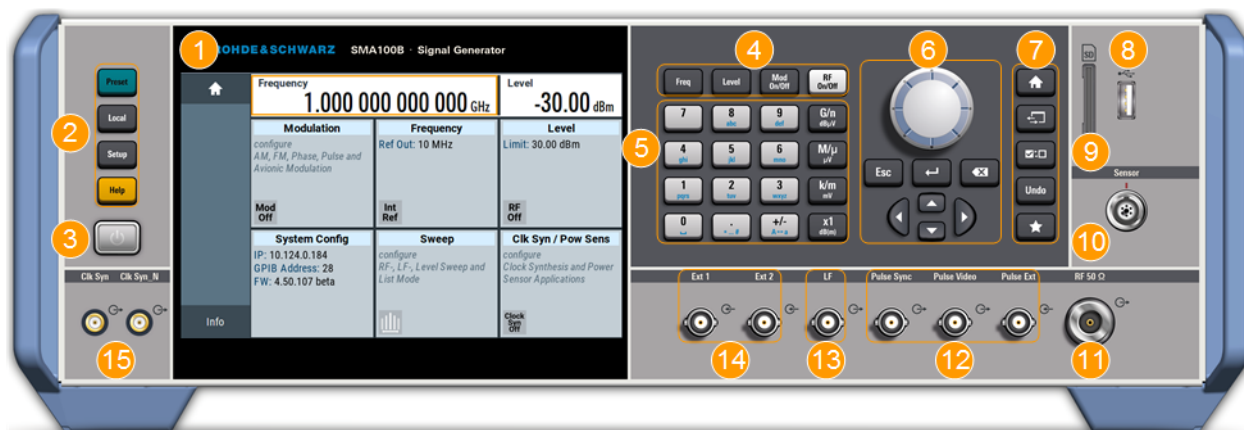 1
ROHDE&SCHWARZ SMA100B · Signal Generator
2
Preset
Local
Setup
Help
3
Clk Syn Clk Syn_N
15
Frequency
1.000 000 000 000 GHz
Level
-30.00 dBm
Modulation
configure
AM, FM, Phase, Pulse and
Avionic Modulation
Mod
Off
Frequency
Ref Out: 10 MHz
Int
Ref
Level
Limit: 30.00 dBm
RF
Off
System Config
IP: 10.124.0.184
GPIB Address: 28
FW: 4.50.107 beta
Sweep
configure
RF-, LF-, Level Sweep and
List Mode
Clk Syn / Pow Sens
configure
Clock Synthesis and Power
Sensor Applications
Clock
Syn
Off
Info
4
Freq
Level
Mod
On/Off
RF
On/Off
5
7
8
abc
9
def
G/n
dBµV
4
ghi
5
jkl
6
mno
M/µ
µV
1
pqrs
2
tuv
3
wxyz
k/m
mV
0
.
+/-
x1
dB(m)
6
Esc
7
Undo
SD
8
9
Sensor
10
Ext 1 Ext 2 LF Pulse Sync Pulse Video Pulse Ext RF 50 Ω
14
13
12
11